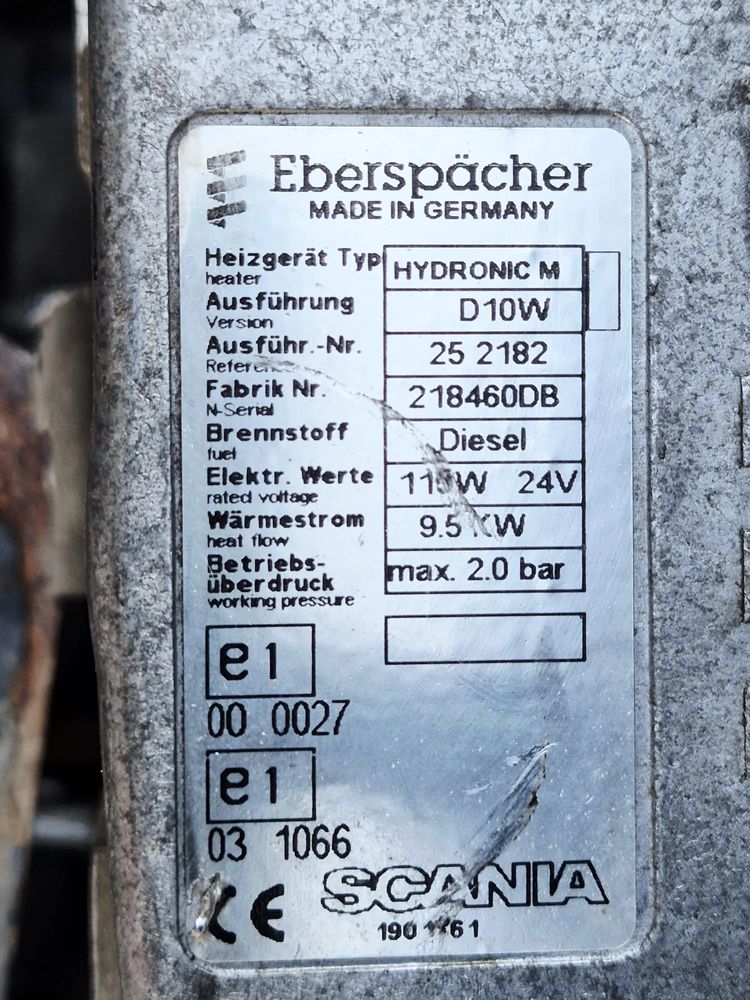 Eberspächer
MADE IN GERMANY
Heizgerät Typ HYDRONIC M
heater
Ausführung D10W
Version
Ausführ.-Nr. 25 2182
Fabrik Nr. 218460DB
N-Serial
Brennstoff Diesel
fuel
Elektr. Werte 24V
rated voltage
Wärmestrom 9.5 KW
heat flow
Betriebs-
überdruck max. 2.0 bar
working pressure
e1
00 0027
e1
03 1066
CE SCANIA
190